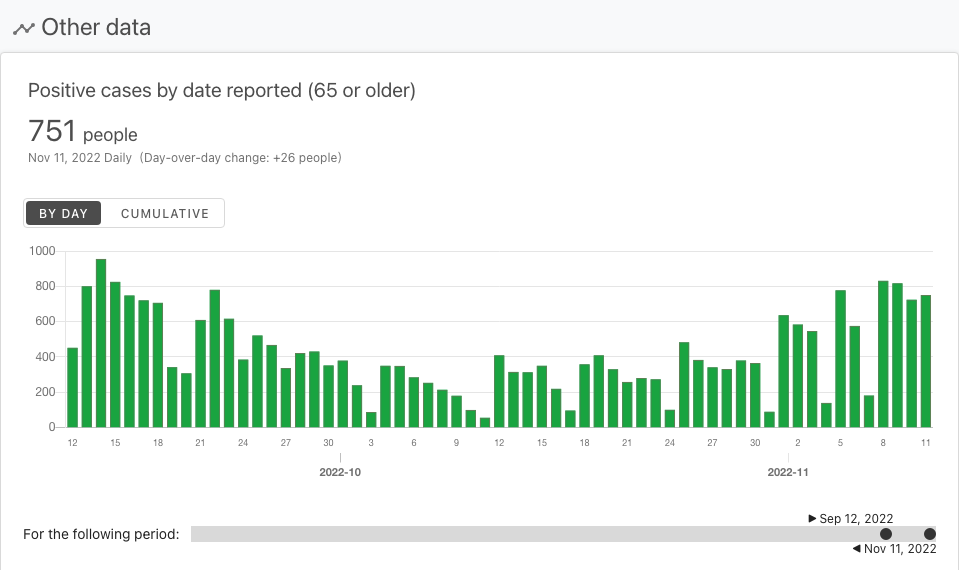 Other data
Positive cases by date reported (65 or older)
751 people
Nov 11, 2022 Daily (Day-over-day change: +26 people)
BY DAY CUMULATIVE
1000
800
600
400
200
0
12 15 18 21 24 27 30 3 6 9 12 15 18 21 24 27 30 2 5 8 11
2022-10 2022-11
Sep 12, 2022
For the following period:
Nov 11, 2022